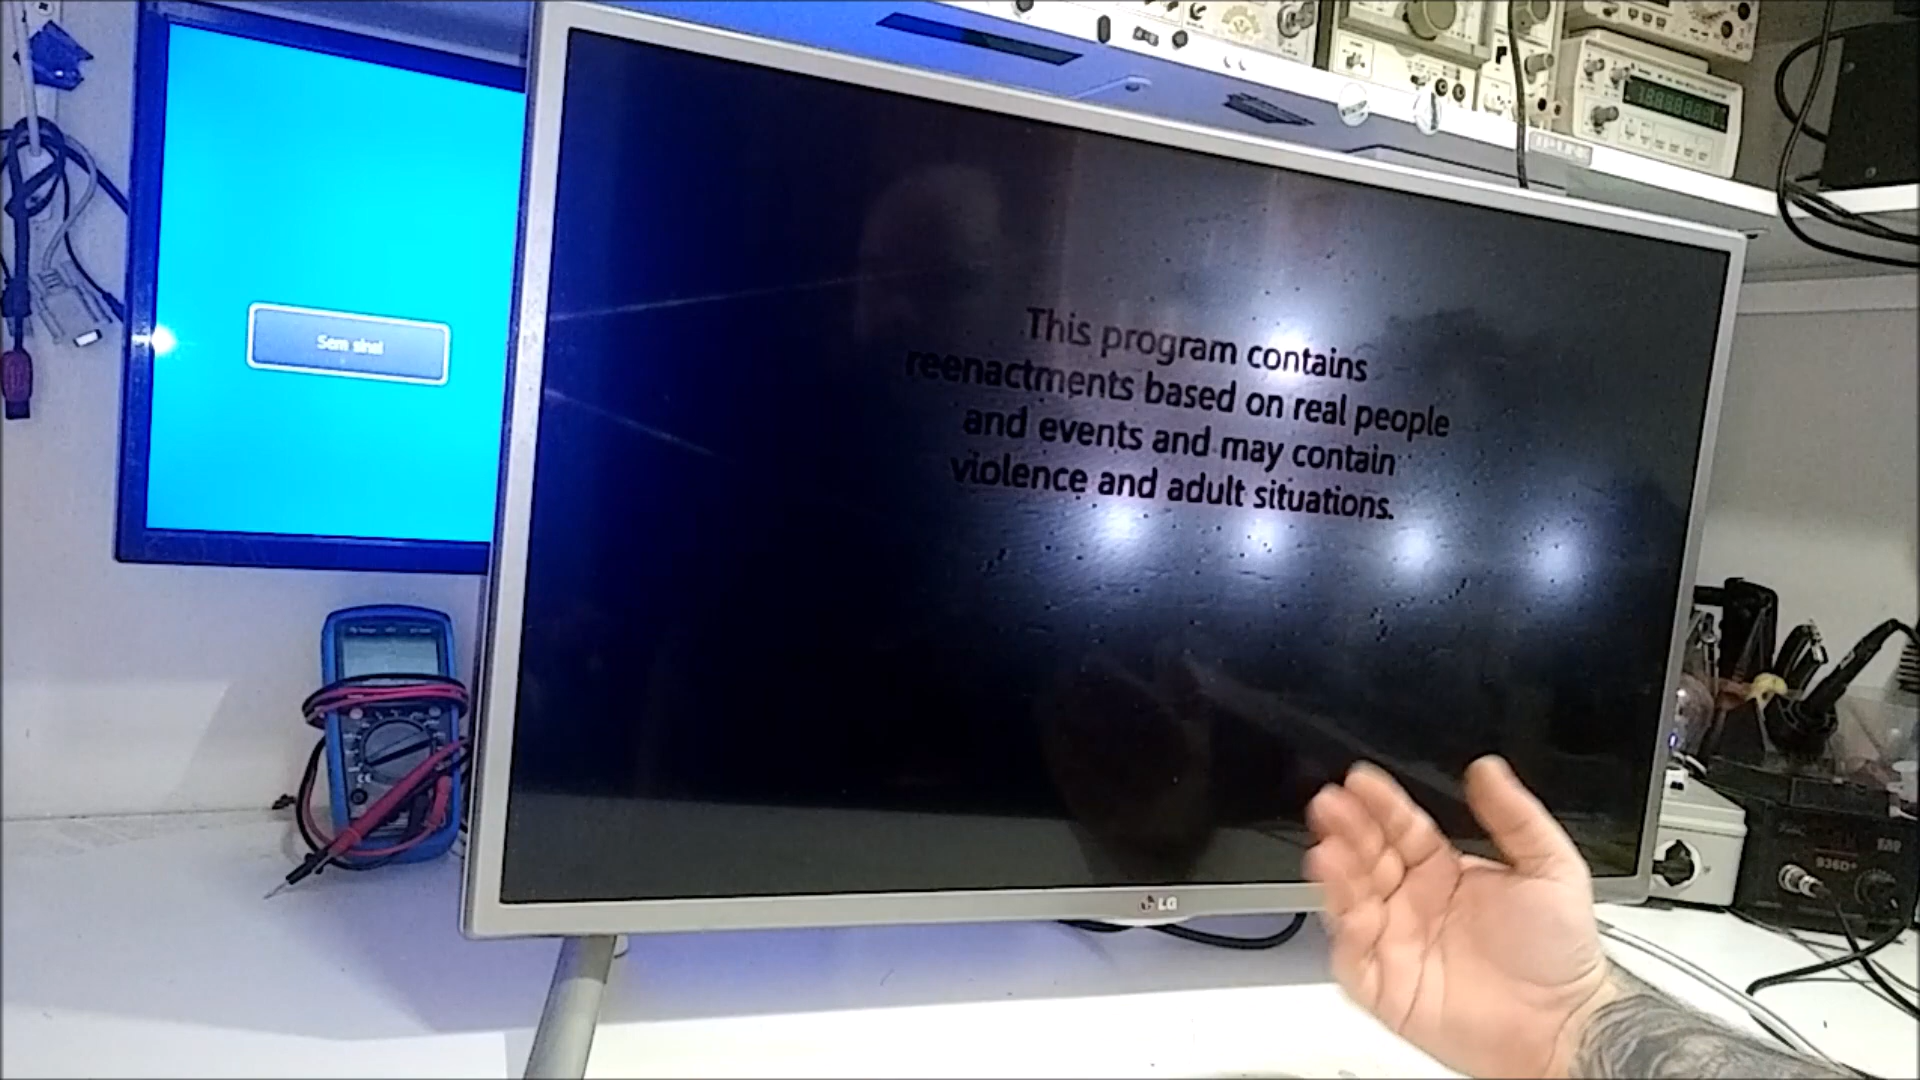 Sem sinal
This program contains
reenactments based on real people
and events and may contain
violence and adult situations.
LG
936D+